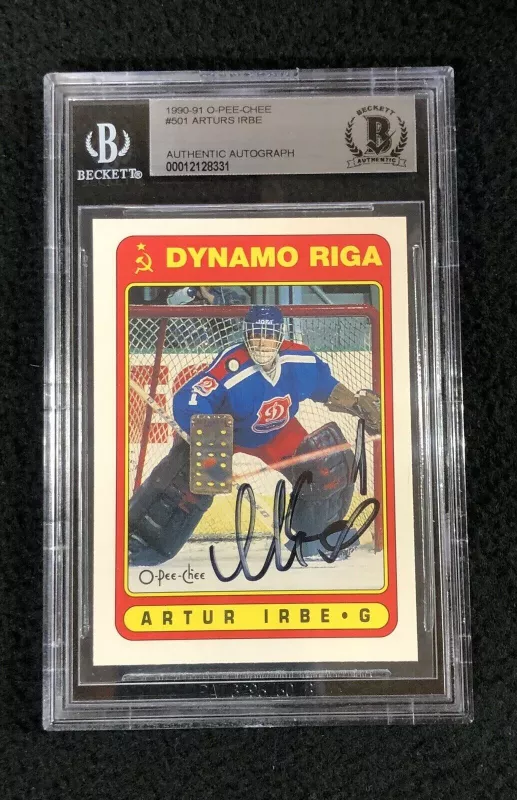 1990-91 O-PEE-CHEE
#501 ARTURS IRBE
AUTHENTIC AUTOGRAPH
00012128331
B
BECKETT®
BECKETT
B
AUTHENTIC
DYNAMO RIGA
1
D
O-Pee-Chee
ARTUR IRBE • G